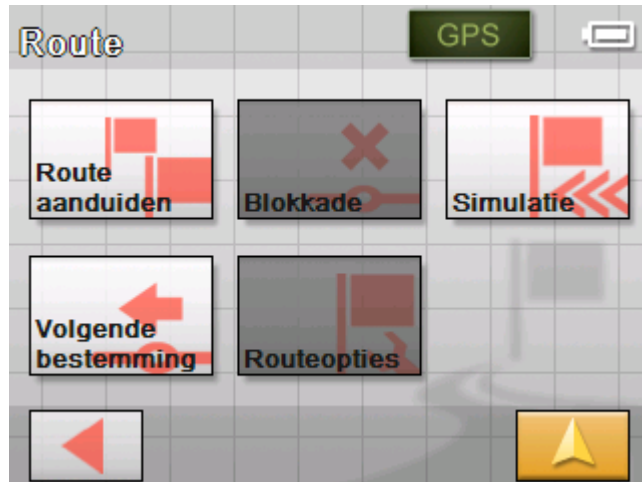 Route
GPS
Route
aanduiden
Blokkade
Simulatie
Volgende
bestemming
Routeopties